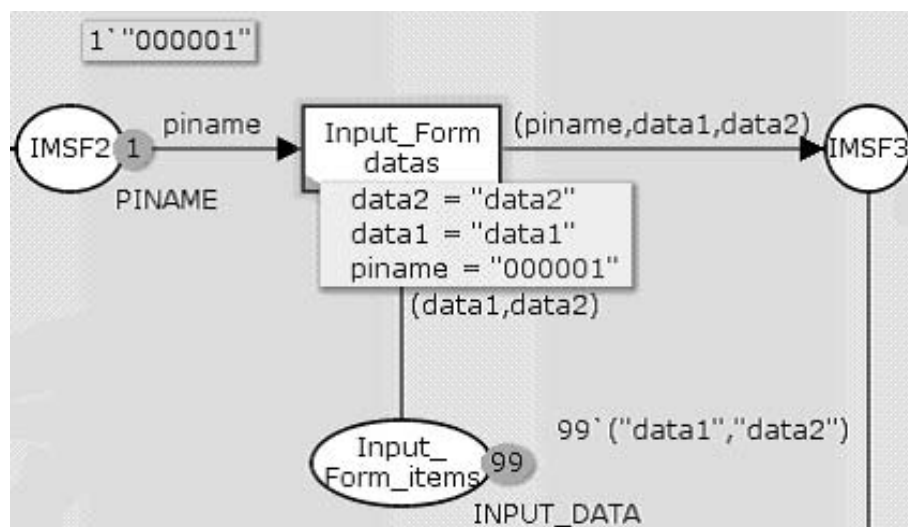 1`"000001"
piname
(piname,data1,data2)
IMSF2
1
Input_Form
datas
IMSF3
PINAME
data2 = "data2"
data1 = "data1"
piname = "000001"
(data1,data2)
99`("data1","data2")
Input_
Form_items
99
INPUT_DATA